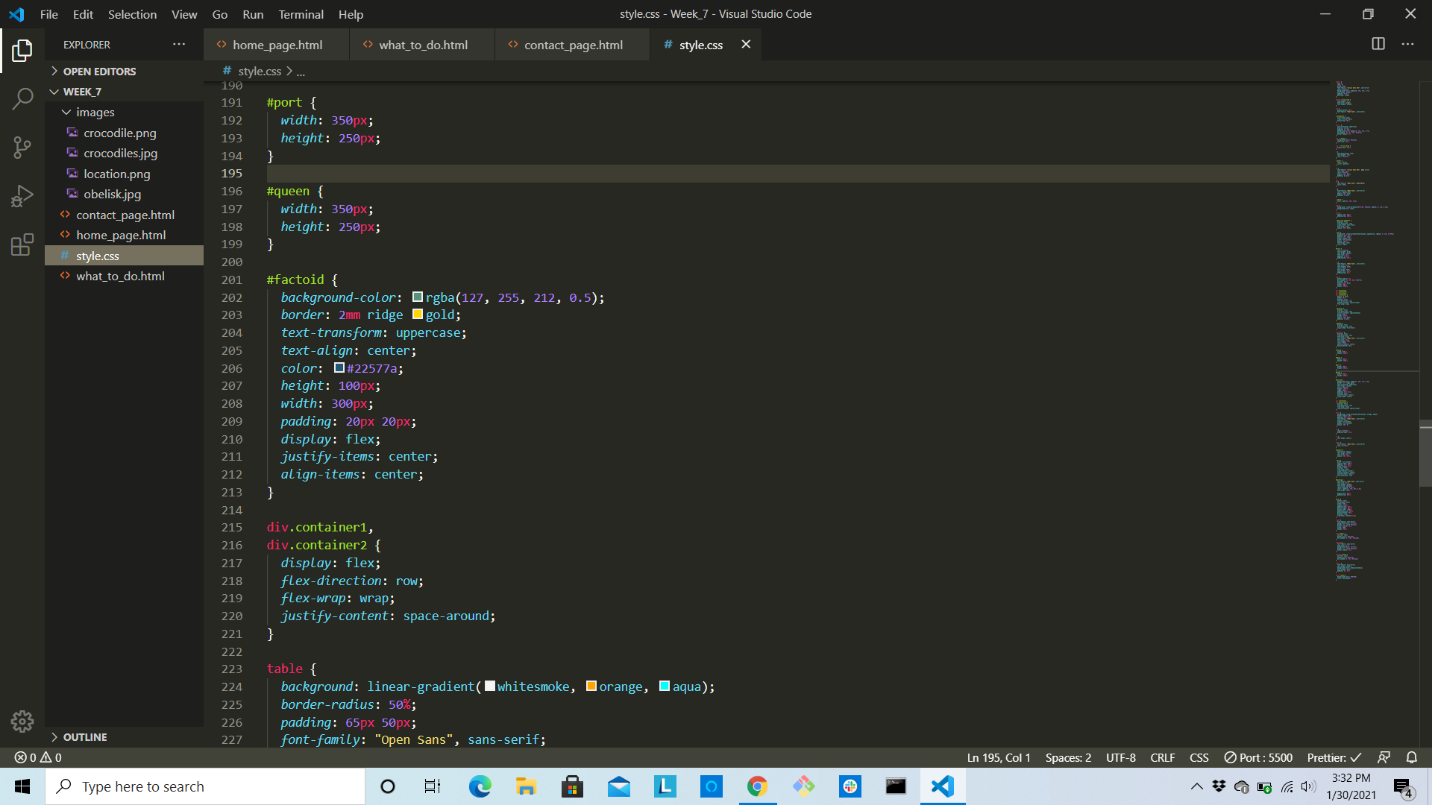 File Edit Selection View Go Run Terminal Help
style.css - Week_7 - Visual Studio Code
EXPLORER
OPEN EDITORS
WEEK_7
images
crocodile.png
crocodiles.jpg
location.png
obelisk.jpg
<> contact_page.html
<> home_page.html
# style.css
<> what_to_do.html
OUTLINE
<> home_page.html
<> what_to_do.html
<> contact_page.html
# style.css
# style.css > ...
190
191 #port {
192 width: 350px;
193 height: 250px;
194 }
195
196 #queen {
197 width: 350px;
198 height: 250px;
199 }
200
201 #factoid {
202 background-color: rgba(127, 255, 212, 0.5);
203 border: 2mm ridge gold;
204 text-transform: uppercase;
205 text-align: center;
206 color: #22577a;
207 height: 100px;
208 width: 300px;
209 padding: 20px 20px;
210 display: flex;
211 justify-items: center;
212 align-items: center;
213 }
214
215 div.container1,
216 div.container2 {
217 display: flex;
218 flex-direction: row;
219 flex-wrap: wrap;
220 justify-content: space-around;
221 }
222
223 table {
224 background: linear-gradient(whitesmoke, orange, aqua);
225 border-radius: 50%;
226 padding: 65px 50px;
227 font-family: "Open Sans", sans-serif;
0 0
Ln 195, Col 1 Spaces: 2 UTF-8 CRLF CSS Port : 5500 Prettier: ✓
Type here to search
L
3:32 PM
1/30/2021
4